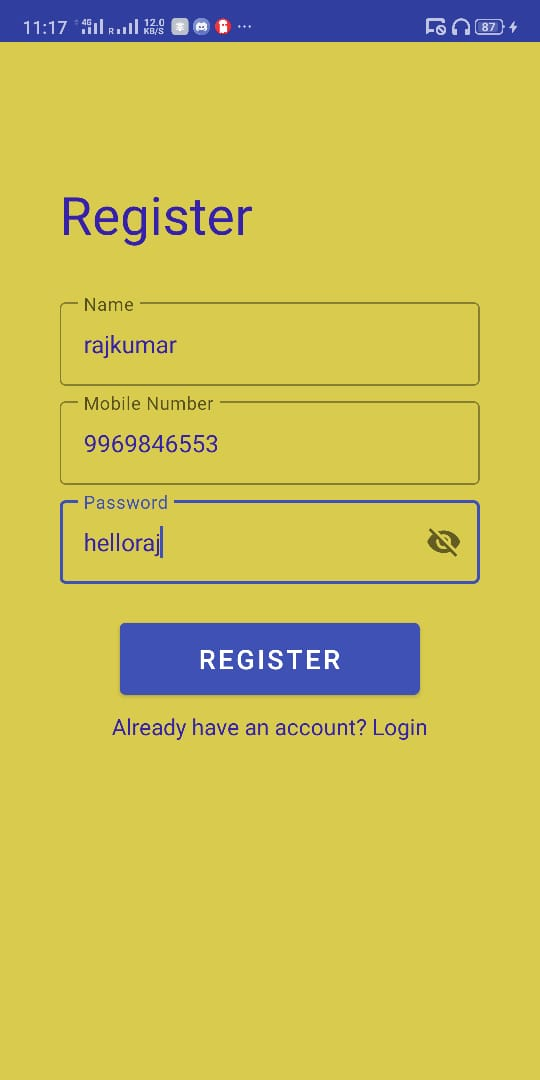 11:17 4G R 12.0 KB/S ... 87
Register
Name
rajkumar
Mobile Number
9969846553
Password
helloraj
REGISTER
Already have an account? Login